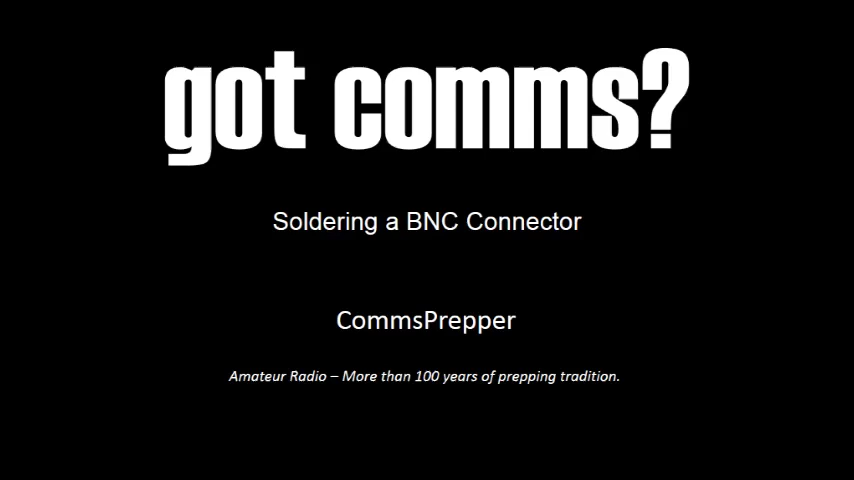 got comms?
Soldering a BNC Connector
CommsPrepper
Amateur Radio – More than 100 years of prepping tradition.